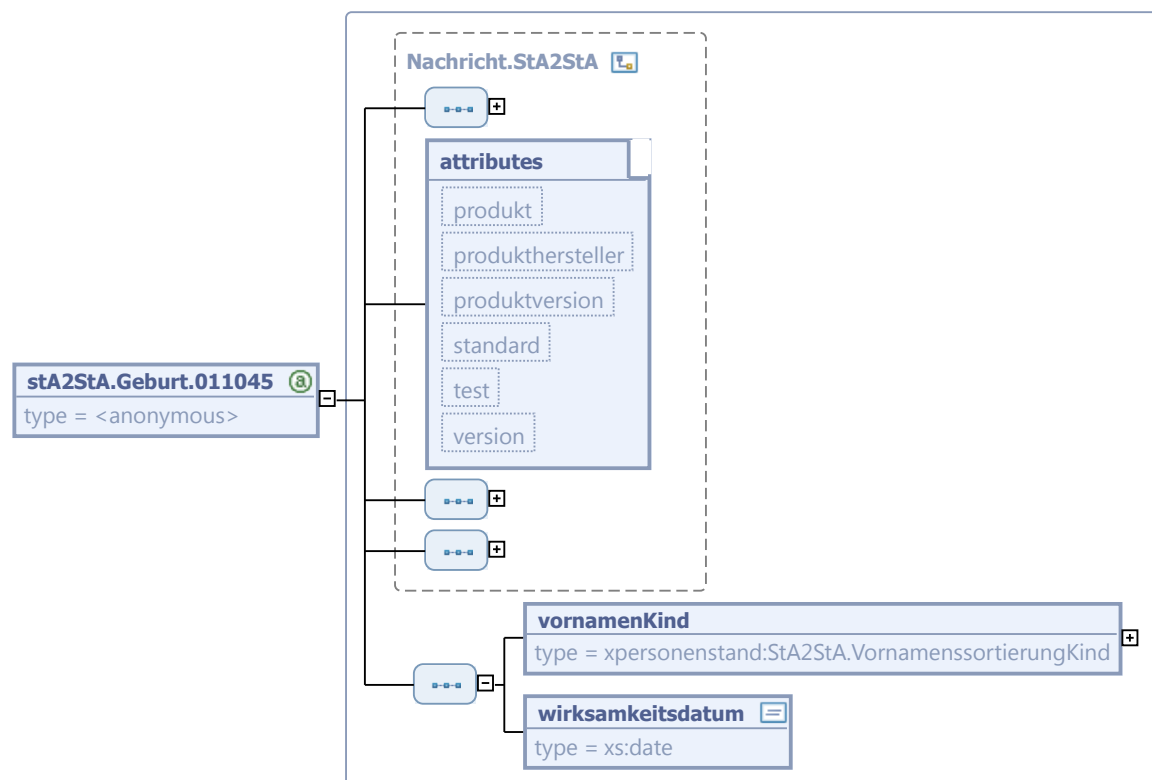 Nachricht.StA2StA
attributes
produkt
produkthersteller
produktversion
standard
test
version
stA2StA.Geburt.011045
type = <anonymous>
vornamenKind
type = xpersonenstand:StA2StA.VornamenssortierungKind
wirksamkeitsdatum
type = xs:date